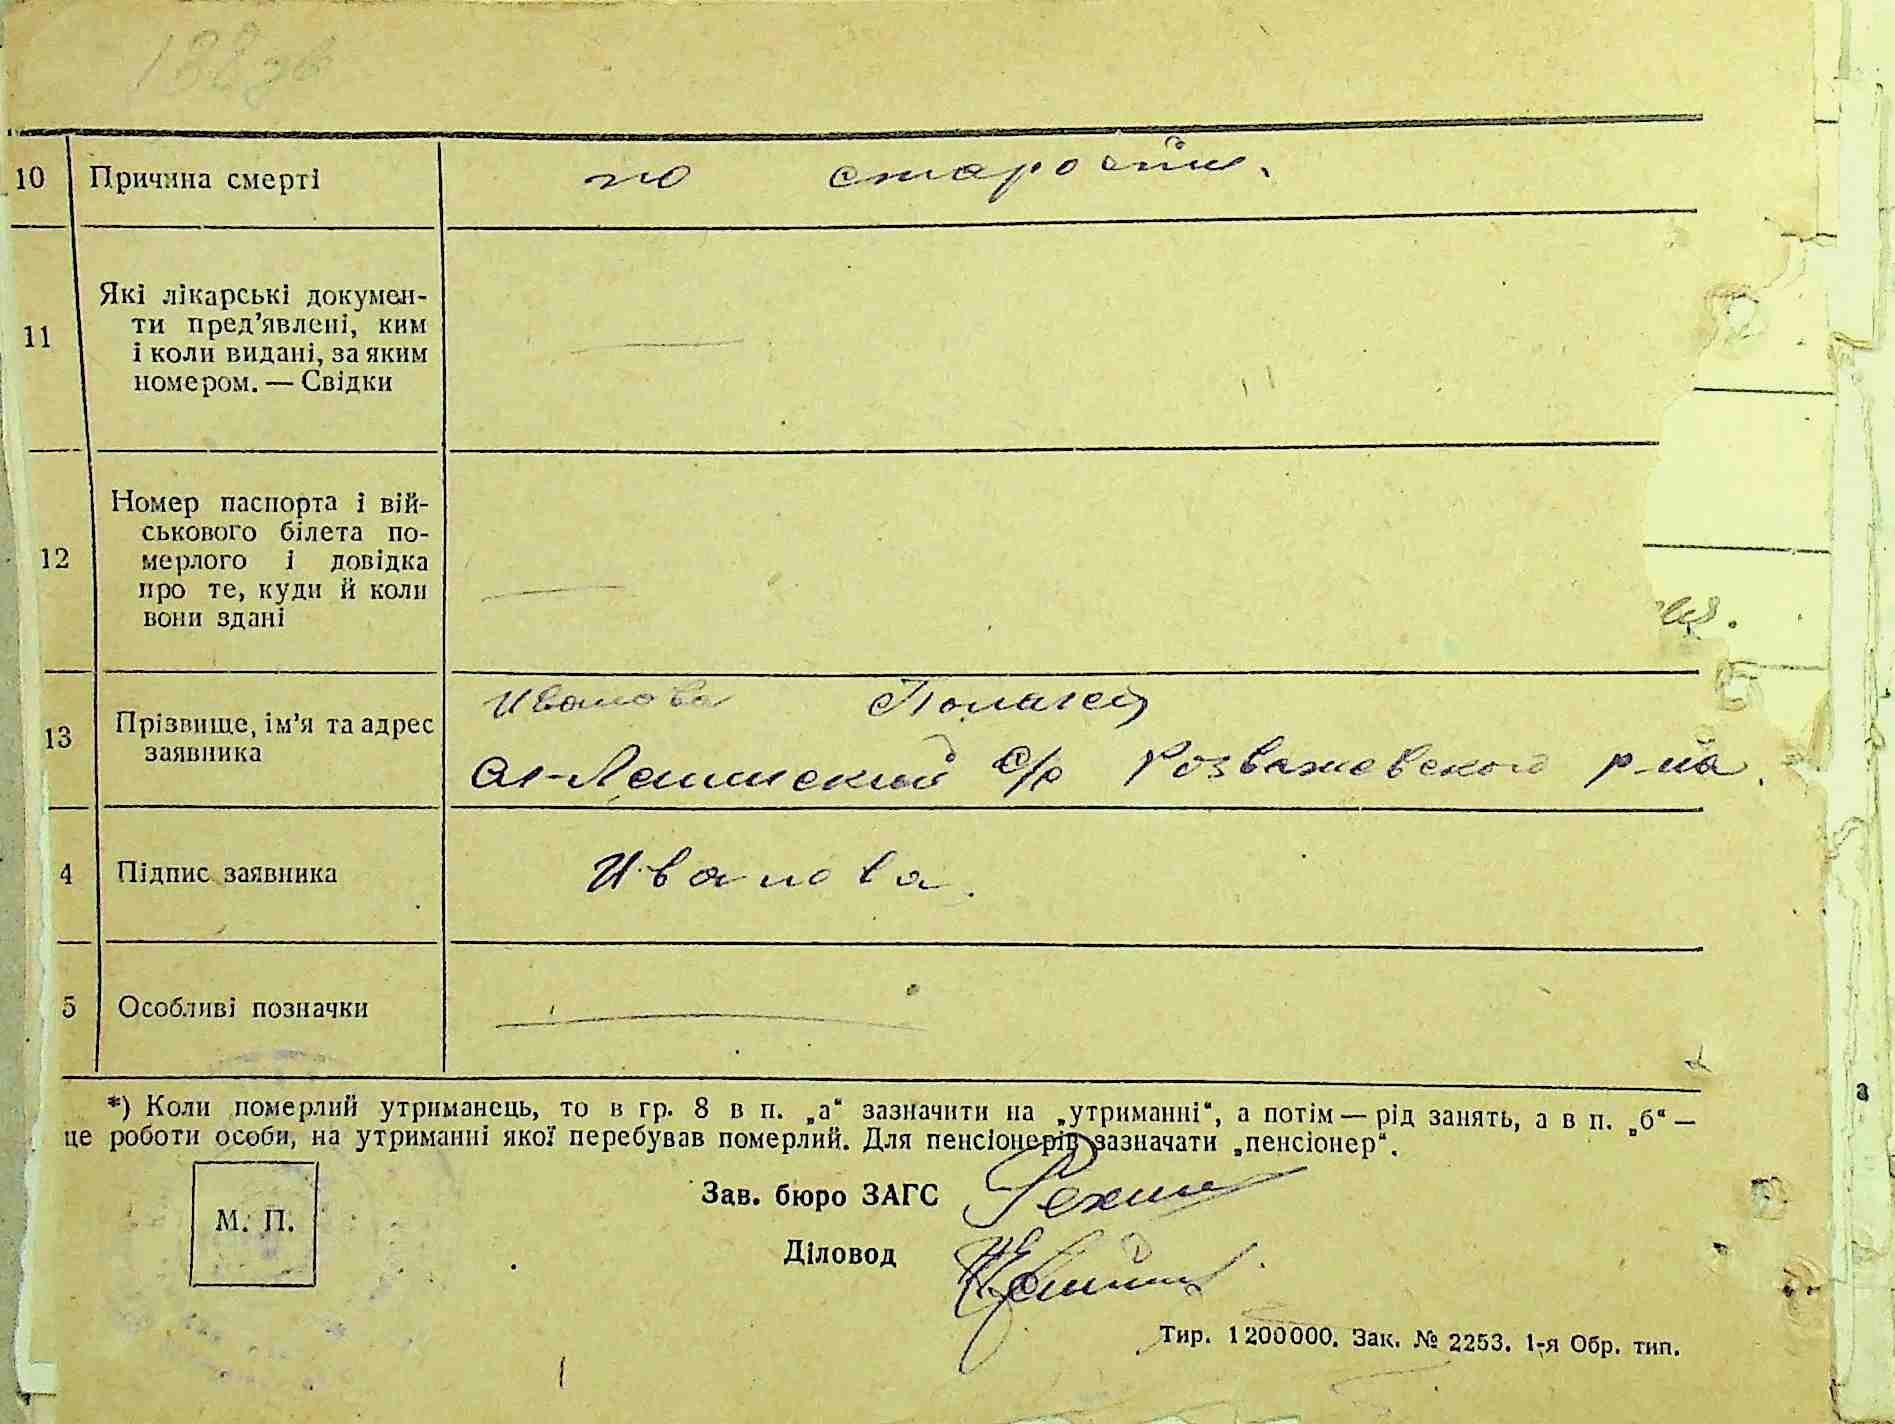 138 зв
10 Причина смерті по старости.
11 Які лікарські докумен-
ти пред'явлені, ким
і коли видані, за яким
номером. — Свідки
12 Номер паспорта і вій-
ськового білета по-
мерлого і довідка
про те, куди й коли
вони здані
13 Прізвище, ім'я та адрес
заявника
Иванова
с/р Розважевского р-на.
4 Підпис заявника Иванова.
5 Особливі позначки
*) Коли померлий утриманець, то в гр. 8 в п. „а“ зазначити на „утриманні“, а потім — рід занять, а в п. „б“ —
це роботи особи, на утриманні якої перебував померлий. Для пенсіонерів зазначати „пенсіонер“.
М. П.
Зав. бюро ЗАГС
Діловод
Тир. 1200000. Зак. № 2253. 1-я Обр. тип.